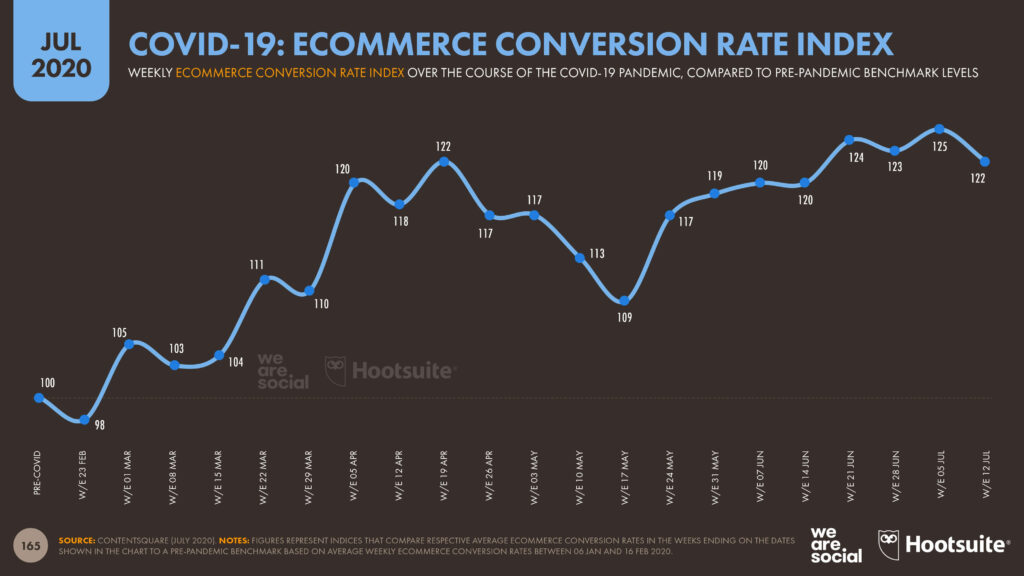 JUL
2020
COVID-19: ECOMMERCE CONVERSION RATE INDEX
WEEKLY ECOMMERCE CONVERSION RATE INDEX OVER THE COURSE OF THE COVID-19 PANDEMIC, COMPARED TO PRE-PANDEMIC BENCHMARK LEVELS
100
98
105
103
104
111
110
120
118
122
117
117
113
109
117
119
120
120
124
123
125
122
we
are
social
Hootsuite®
PRE-COVID
W/E 23 FEB
W/E 01 MAR
W/E 08 MAR
W/E 15 MAR
W/E 22 MAR
W/E 29 MAR
W/E 05 APR
W/E 12 APR
W/E 19 APR
W/E 26 APR
W/E 03 MAY
W/E 10 MAY
W/E 17 MAY
W/E 24 MAY
W/E 31 MAY
W/E 07 JUN
W/E 14 JUN
W/E 21 JUN
W/E 28 JUN
W/E 05 JUL
W/E 12 JUL
165
SOURCE: CONTENTSQUARE (JULY 2020). NOTES: FIGURES REPRESENT INDICES THAT COMPARE RESPECTIVE AVERAGE ECOMMERCE CONVERSION RATES IN THE WEEKS ENDING ON THE DATES
SHOWN IN THE CHART TO A PRE-PANDEMIC BENCHMARK BASED ON AVERAGE WEEKLY ECOMMERCE CONVERSION RATES BETWEEN 06 JAN AND 16 FEB 2020.
we
are
social
Hootsuite®